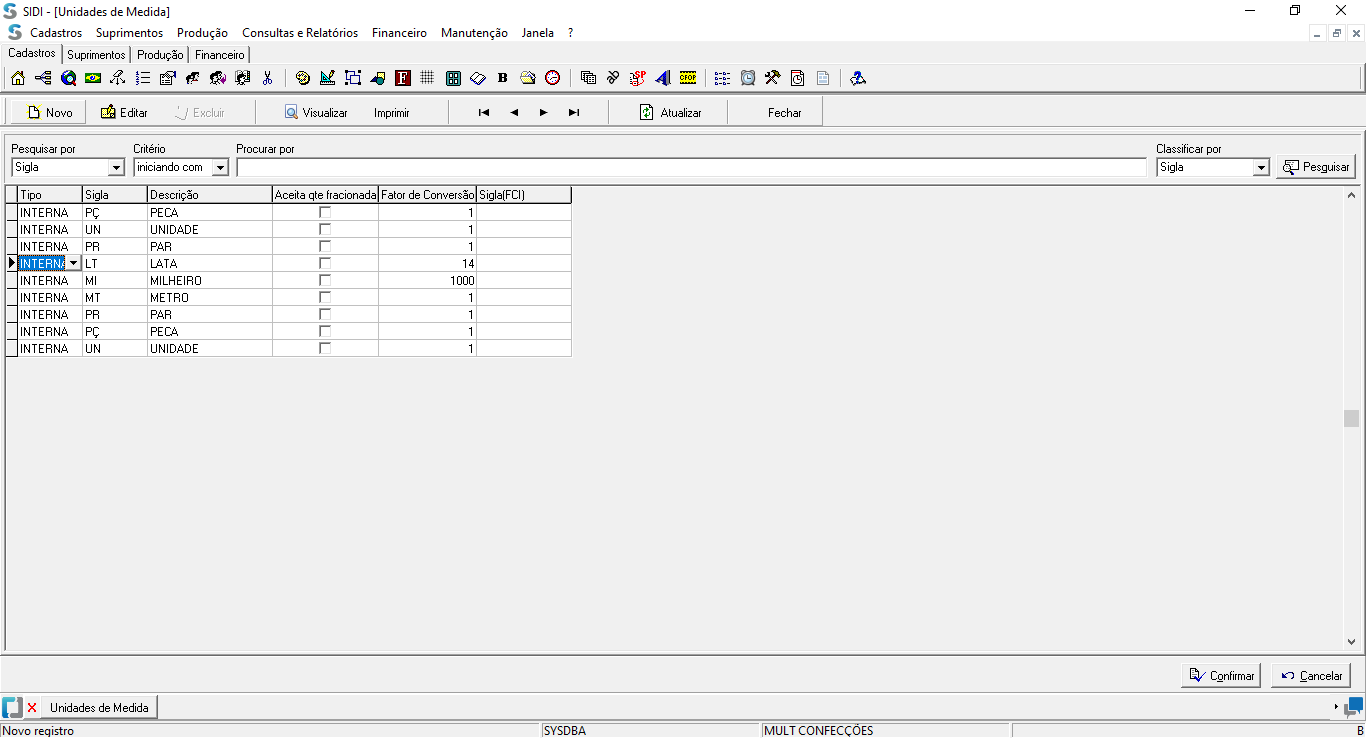 SIDI - [Unidades de Medida]
Cadastros Suprimentos Produção Consultas e Relatórios Financeiro Manutenção Janela ?
Cadastros Suprimentos Produção Financeiro
F B SP CFOP
Novo Editar Excluir Visualizar Imprimir Atualizar Fechar
Pesquisar por Critério Procurar por Classificar por
Sigla iniciando com Sigla Pesquisar
Tipo Sigla Descrição Aceita qte fracionada Fator de Conversão Sigla(FCI)
INTERNA PÇ PECA 1
INTERNA UN UNIDADE 1
INTERNA PR PAR 1
INTERNA LT LATA 14
INTERNA MI MILHEIRO 1000
INTERNA MT METRO 1
INTERNA PR PAR 1
INTERNA PÇ PECA 1
INTERNA UN UNIDADE 1
Confirmar Cancelar
Unidades de Medida
Novo registro SYSDBA MULT CONFECÇÕES B